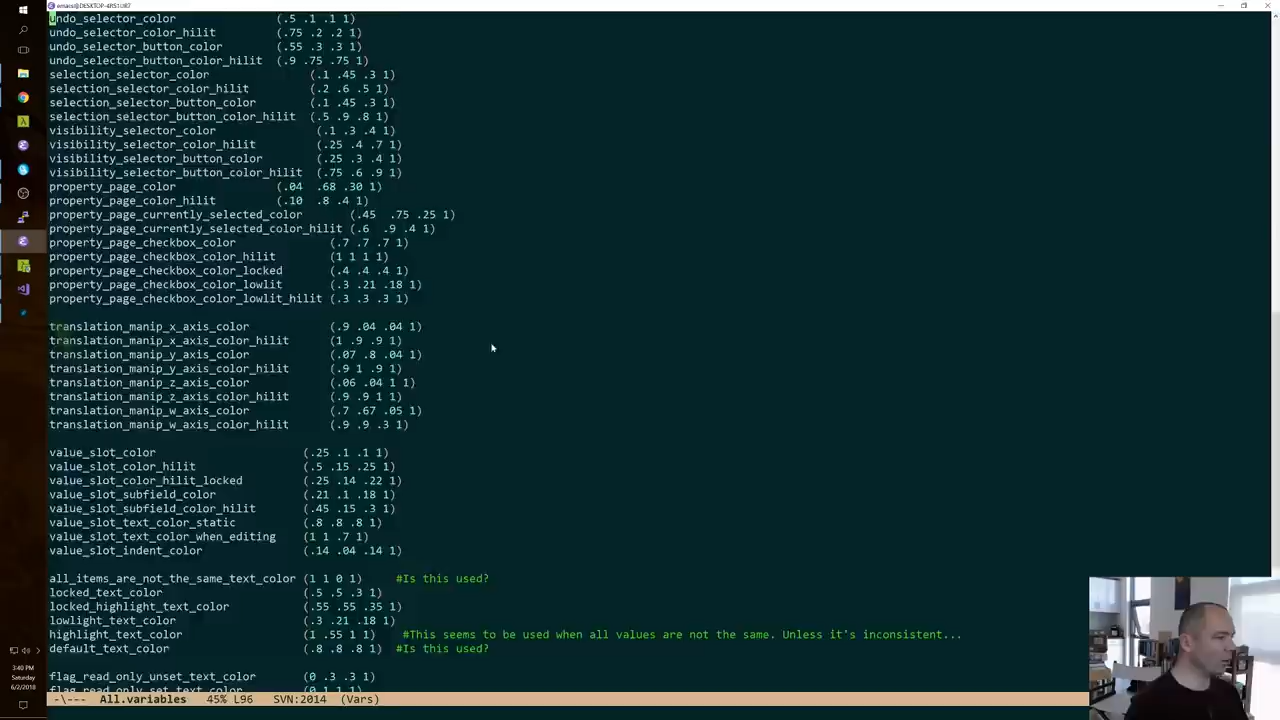 emacs@DESKTOP-4RS1U8R7
undo_selector_color (.5 .1 .1 1)
undo_selector_color_hilit (.75 .2 .2 1)
undo_selector_button_color (.55 .3 .3 1)
undo_selector_button_color_hilit (.9 .75 .75 1)
selection_selector_color (.1 .45 .3 1)
selection_selector_color_hilit (.2 .6 .5 1)
selection_selector_button_color (.1 .45 .3 1)
selection_selector_button_color_hilit (.5 .9 .8 1)
visibility_selector_color (.1 .3 .4 1)
visibility_selector_color_hilit (.25 .4 .7 1)
visibility_selector_button_color (.25 .3 .4 1)
visibility_selector_button_color_hilit (.75 .6 .9 1)
property_page_color (.04 .68 .30 1)
property_page_color_hilit (.10 .8 .4 1)
property_page_currently_selected_color (.45 .75 .25 1)
property_page_currently_selected_color_hilit (.6 .9 .4 1)
property_page_checkbox_color (.7 .7 .7 1)
property_page_checkbox_color_hilit (1 1 1 1)
property_page_checkbox_color_locked (.4 .4 .4 1)
property_page_checkbox_color_lowlit (.3 .21 .18 1)
property_page_checkbox_color_lowlit_hilit (.3 .3 .3 1)
translation_manip_x_axis_color (.9 .04 .04 1)
translation_manip_x_axis_color_hilit (1 .9 .9 1)
translation_manip_y_axis_color (.07 .8 .04 1)
translation_manip_y_axis_color_hilit (.9 1 .9 1)
translation_manip_z_axis_color (.06 .04 1 1)
translation_manip_z_axis_color_hilit (.9 .9 1 1)
translation_manip_w_axis_color (.7 .67 .05 1)
translation_manip_w_axis_color_hilit (.9 .9 .3 1)
value_slot_color (.25 .1 .1 1)
value_slot_color_hilit (.5 .15 .25 1)
value_slot_color_hilit_locked (.25 .14 .22 1)
value_slot_subfield_color (.21 .1 .18 1)
value_slot_subfield_color_hilit (.45 .15 .3 1)
value_slot_text_color_static (.8 .8 .8 1)
value_slot_text_color_when_editing (1 1 .7 1)
value_slot_indent_color (.14 .04 .14 1)
all_items_are_not_the_same_text_color (1 1 0 1) #Is this used?
locked_text_color (.5 .5 .3 1)
locked_highlight_text_color (.55 .55 .35 1)
lowlight_text_color (.3 .21 .18 1)
highlight_text_color (1 .55 1 1) #This seems to be used when all values are not the same. Unless it's inconsistent...
default_text_color (.8 .8 .8 1) #Is this used?
flag_read_only_unset_text_color (0 .3 .3 1)
flag_read_only_set_text_color (0 1 1 1)
-\--- All.variables 45% L96 SVN:2014 (Vars)
3:40 PM
Saturday
6/2/2018